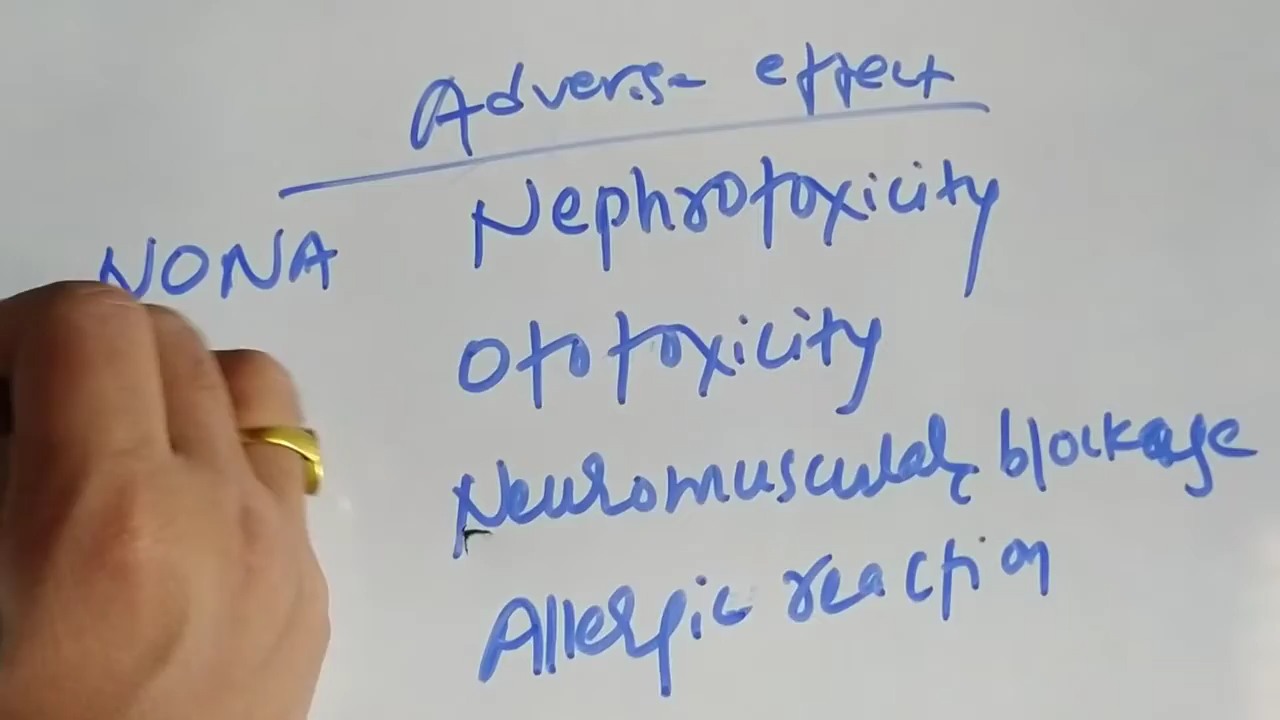 Adverse effect
NONA
Nephrotoxicity
Ototoxicity
Neuromuscular blockage
Allergic reaction